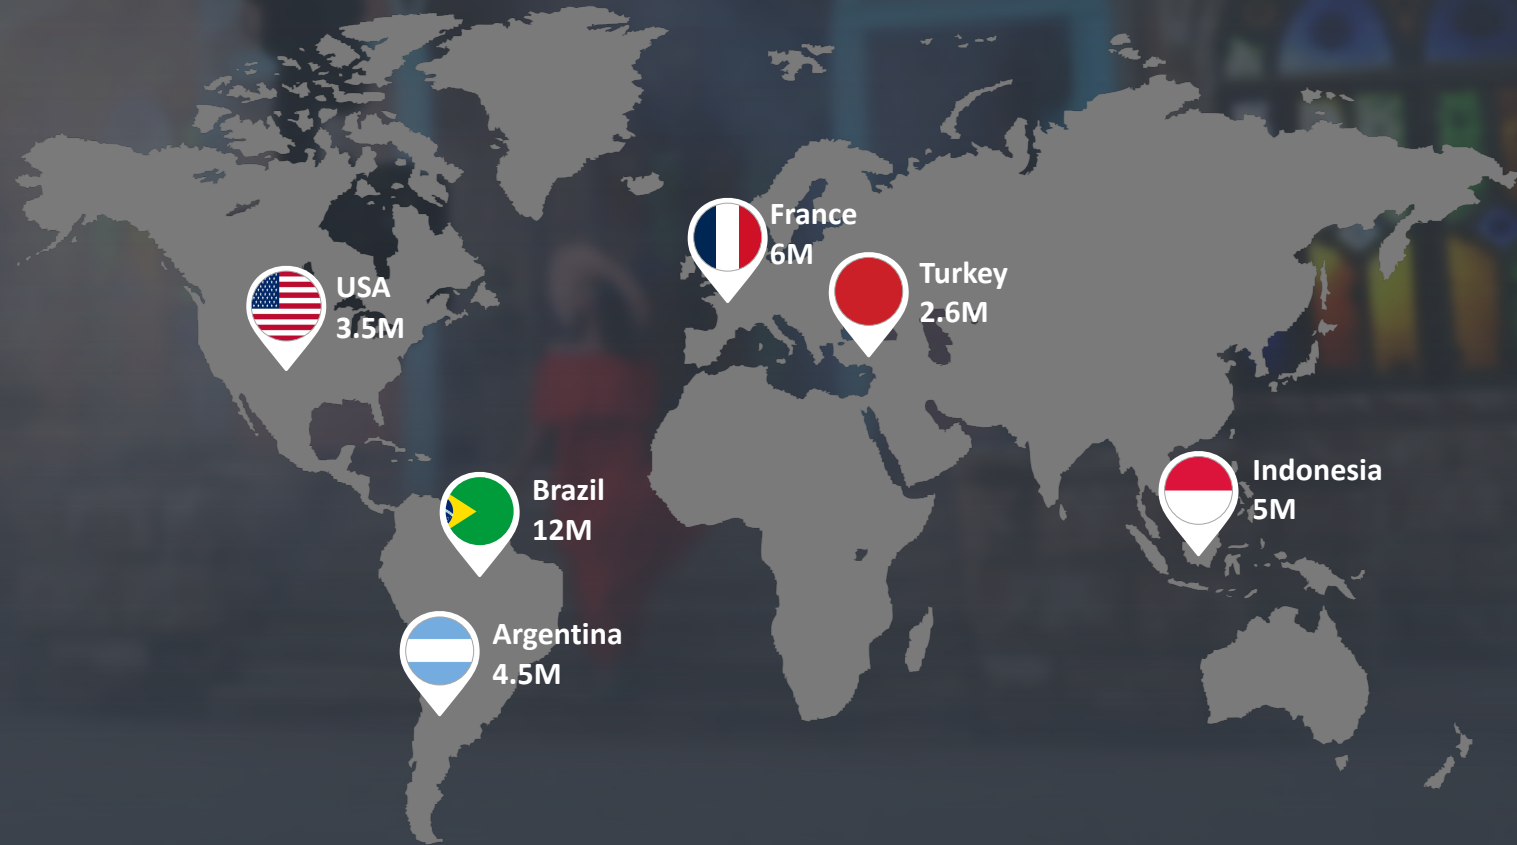 France
6M
Turkey
2.6M
USA
3.5M
Indonesia
5M
Brazil
12M
Argentina
4.5M